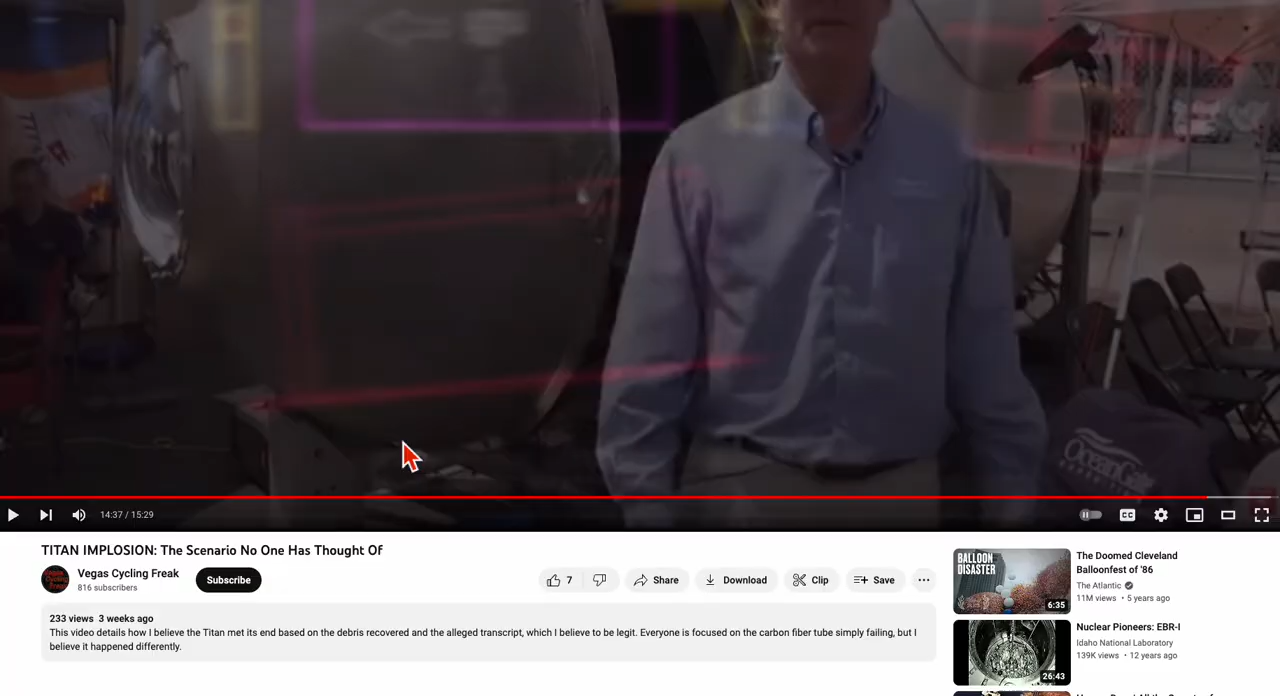 OceanGate
14:37 / 15:29
CC
TITAN IMPLOSION: The Scenario No One Has Thought Of
Vegas Cycling Freak
816 subscribers
Subscribe
7
Share
Download
Clip
Save
233 views 3 weeks ago
This video details how I believe the Titan met its end based on the debris recovered and the alleged transcript, which I believe to be legit. Everyone is focused on the carbon fiber tube simply failing, but I
believe it happened differently.
BALLOON
DISASTER
6:35
The Doomed Cleveland
Balloonfest of '86
The Atlantic
11M views • 5 years ago
26:43
Nuclear Pioneers: EBR-I
Idaho National Laboratory
139K views • 12 years ago